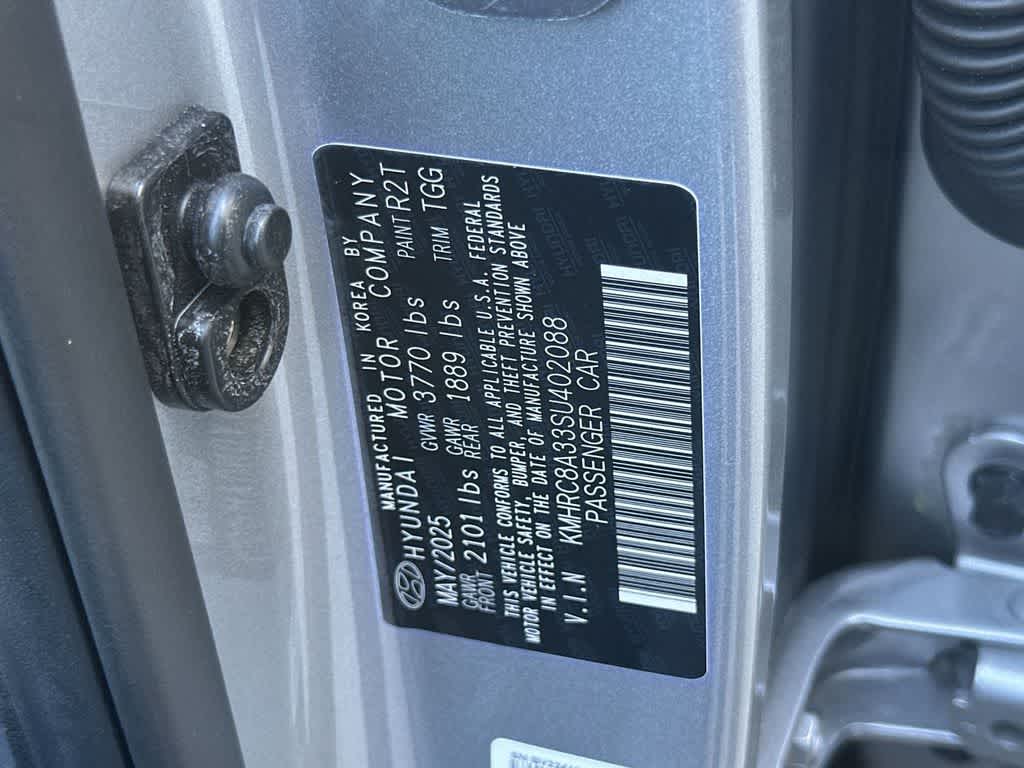 MANUFACTURED IN KOREA BY
HYUNDAI MOTOR COMPANY
MAY/2025 GVWR 3770 lbs PAINT R2T
GAWR FRONT 2101 lbs GAWR REAR 1889 lbs TRIM TGG
THIS VEHICLE CONFORMS TO ALL APPLICABLE U.S.A. FEDERAL
MOTOR VEHICLE SAFETY, BUMPER, AND THEFT PREVENTION STANDARDS
IN EFFECT ON THE DATE OF MANUFACTURE SHOWN ABOVE
V.I.N KMHRC8A33SU402088
PASSENGER CAR